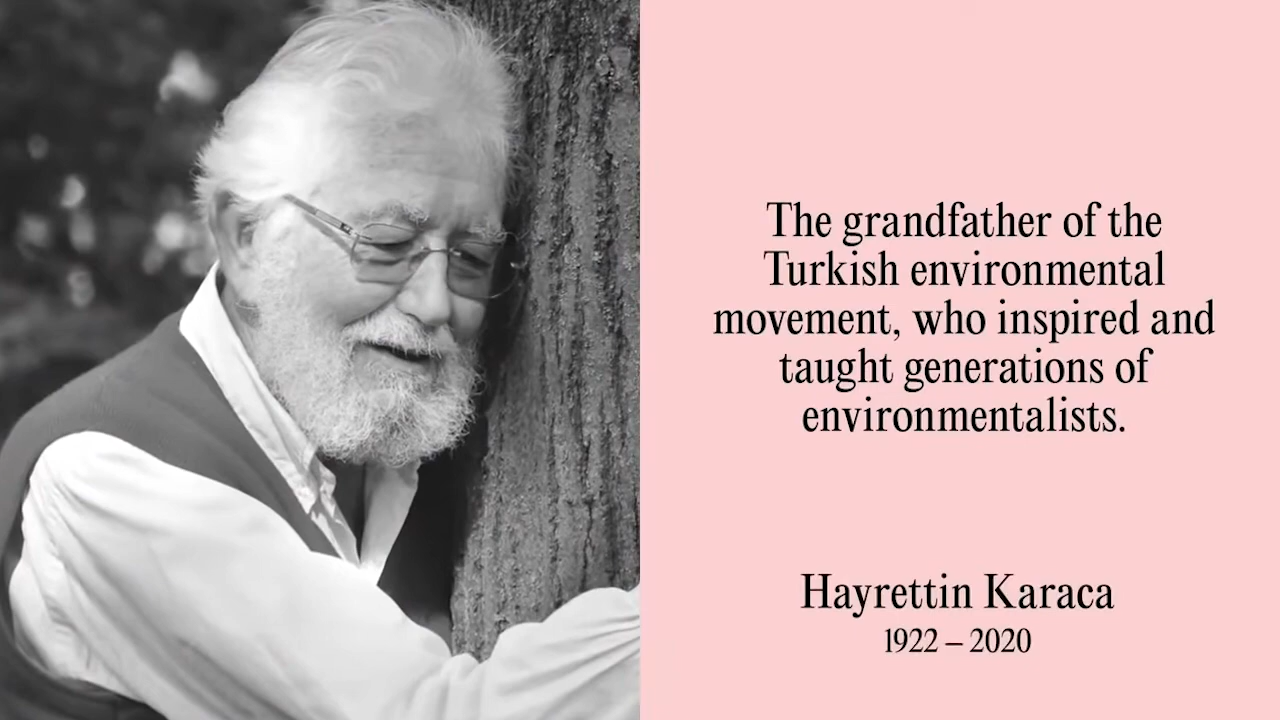 The grandfather of the
Turkish environmental
movement, who inspired and
taught generations of
environmentalists.
Hayrettin Karaca
1922 – 2020